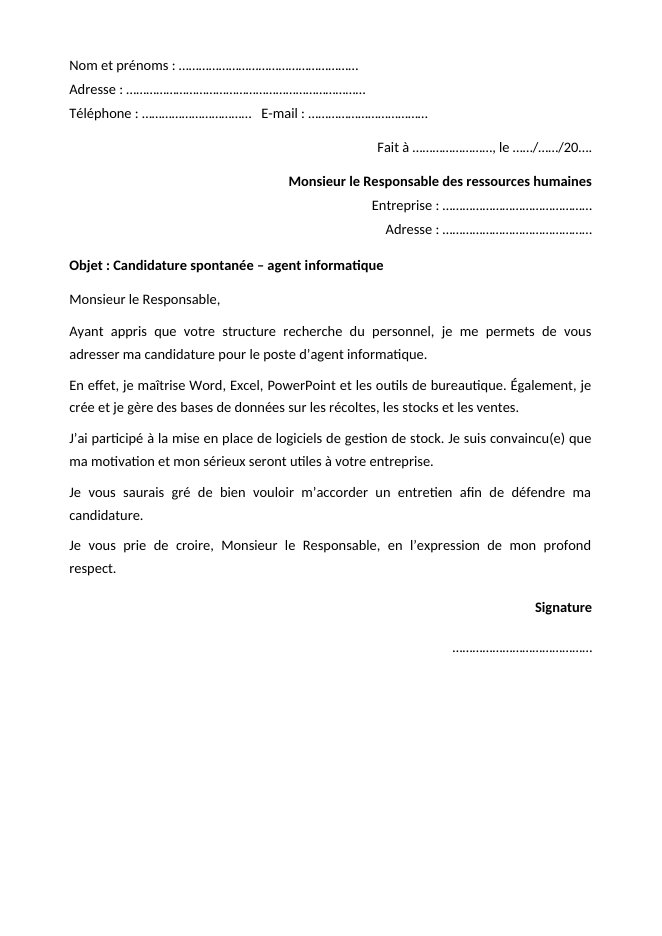 Nom et prénoms : ………………………………………………
Adresse : ………………………………………………………………
Téléphone : …………………………… E-mail : ………………………………
Fait à ……………………, le ……/……/20….
Monsieur le Responsable des ressources humaines
Entreprise : ………………………………………
Adresse : ………………………………………
Objet : Candidature spontanée – agent informatique
Monsieur le Responsable,
Ayant appris que votre structure recherche du personnel, je me permets de vous
adresser ma candidature pour le poste d’agent informatique.
En effet, je maîtrise Word, Excel, PowerPoint et les outils de bureautique. Également, je
crée et je gère des bases de données sur les récoltes, les stocks et les ventes.
J’ai participé à la mise en place de logiciels de gestion de stock. Je suis convaincu(e) que
ma motivation et mon sérieux seront utiles à votre entreprise.
Je vous saurais gré de bien vouloir m’accorder un entretien afin de défendre ma
candidature.
Je vous prie de croire, Monsieur le Responsable, en l’expression de mon profond
respect.
Signature
……………………………………